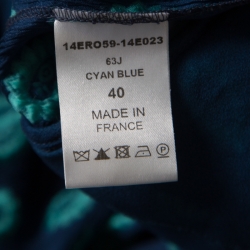 14ERO59-14E023
63J
CYAN BLUE
40
MADE IN
FRANCE